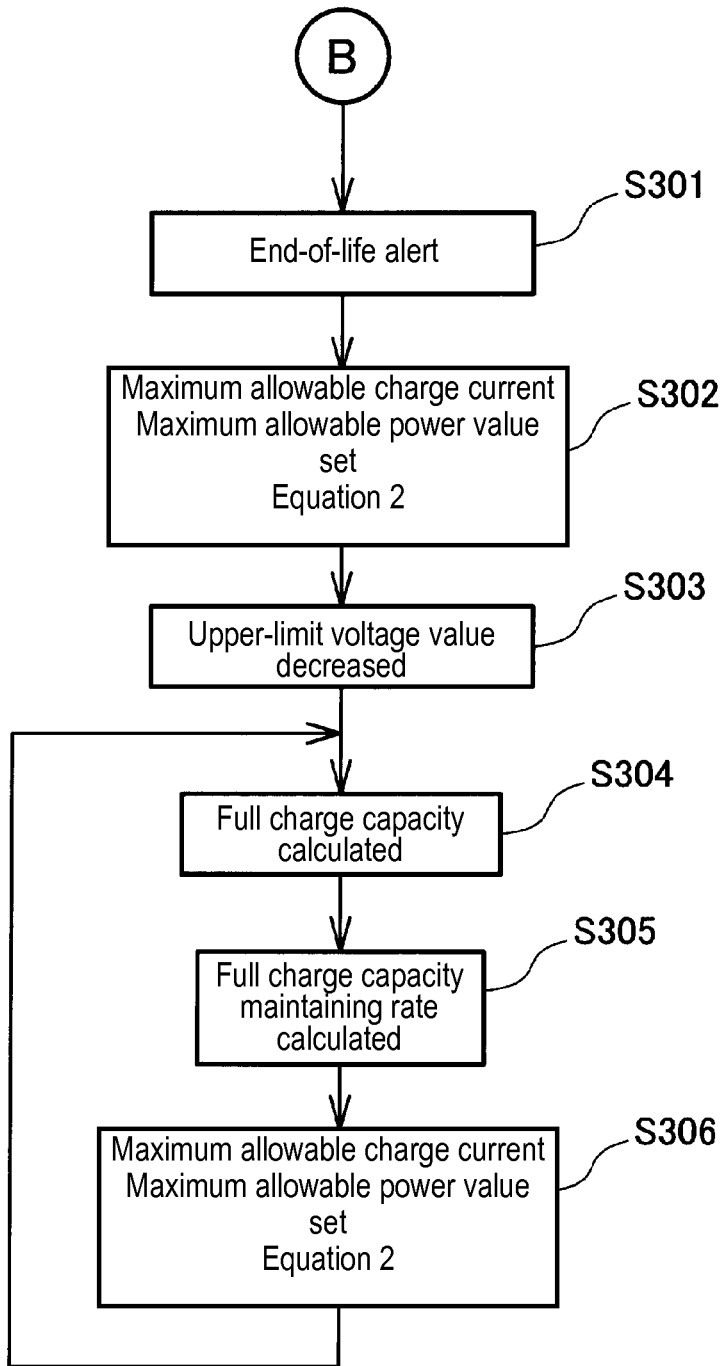 B
S301
End-of-life alert
S302
Maximum allowable charge current
Maximum allowable power value
set
Equation 2
S303
Upper-limit voltage value
decreased
S304
Full charge capacity
calculated
S305
Full charge capacity
maintaining rate
calculated
S306
Maximum allowable charge current
Maximum allowable power value
set
Equation 2